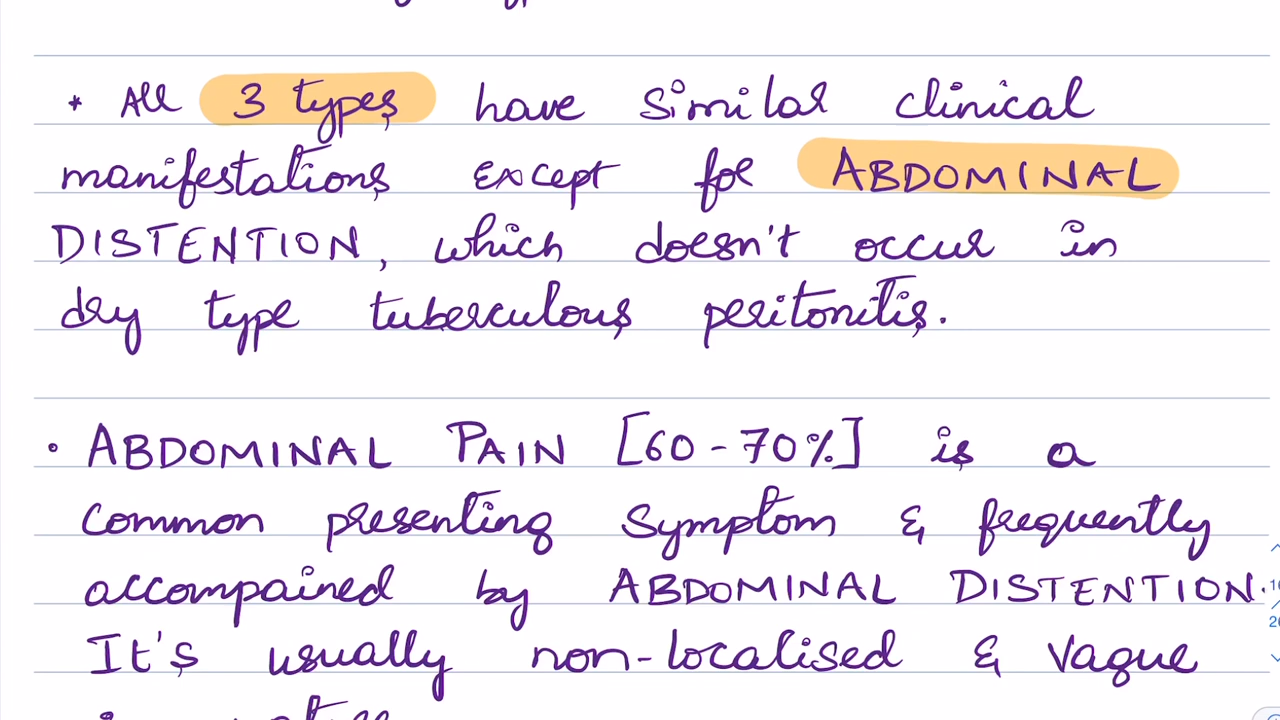 * All 3 types have similar clinical
manifestations except for ABDOMINAL
DISTENTION, which doesn't occur in
dry type tuberculous peritonitis.
• ABDOMINAL PAIN [60-70%] is a
common presenting symptom & frequently
accompained by ABDOMINAL DISTENTION.
It's usually non-localised & vague